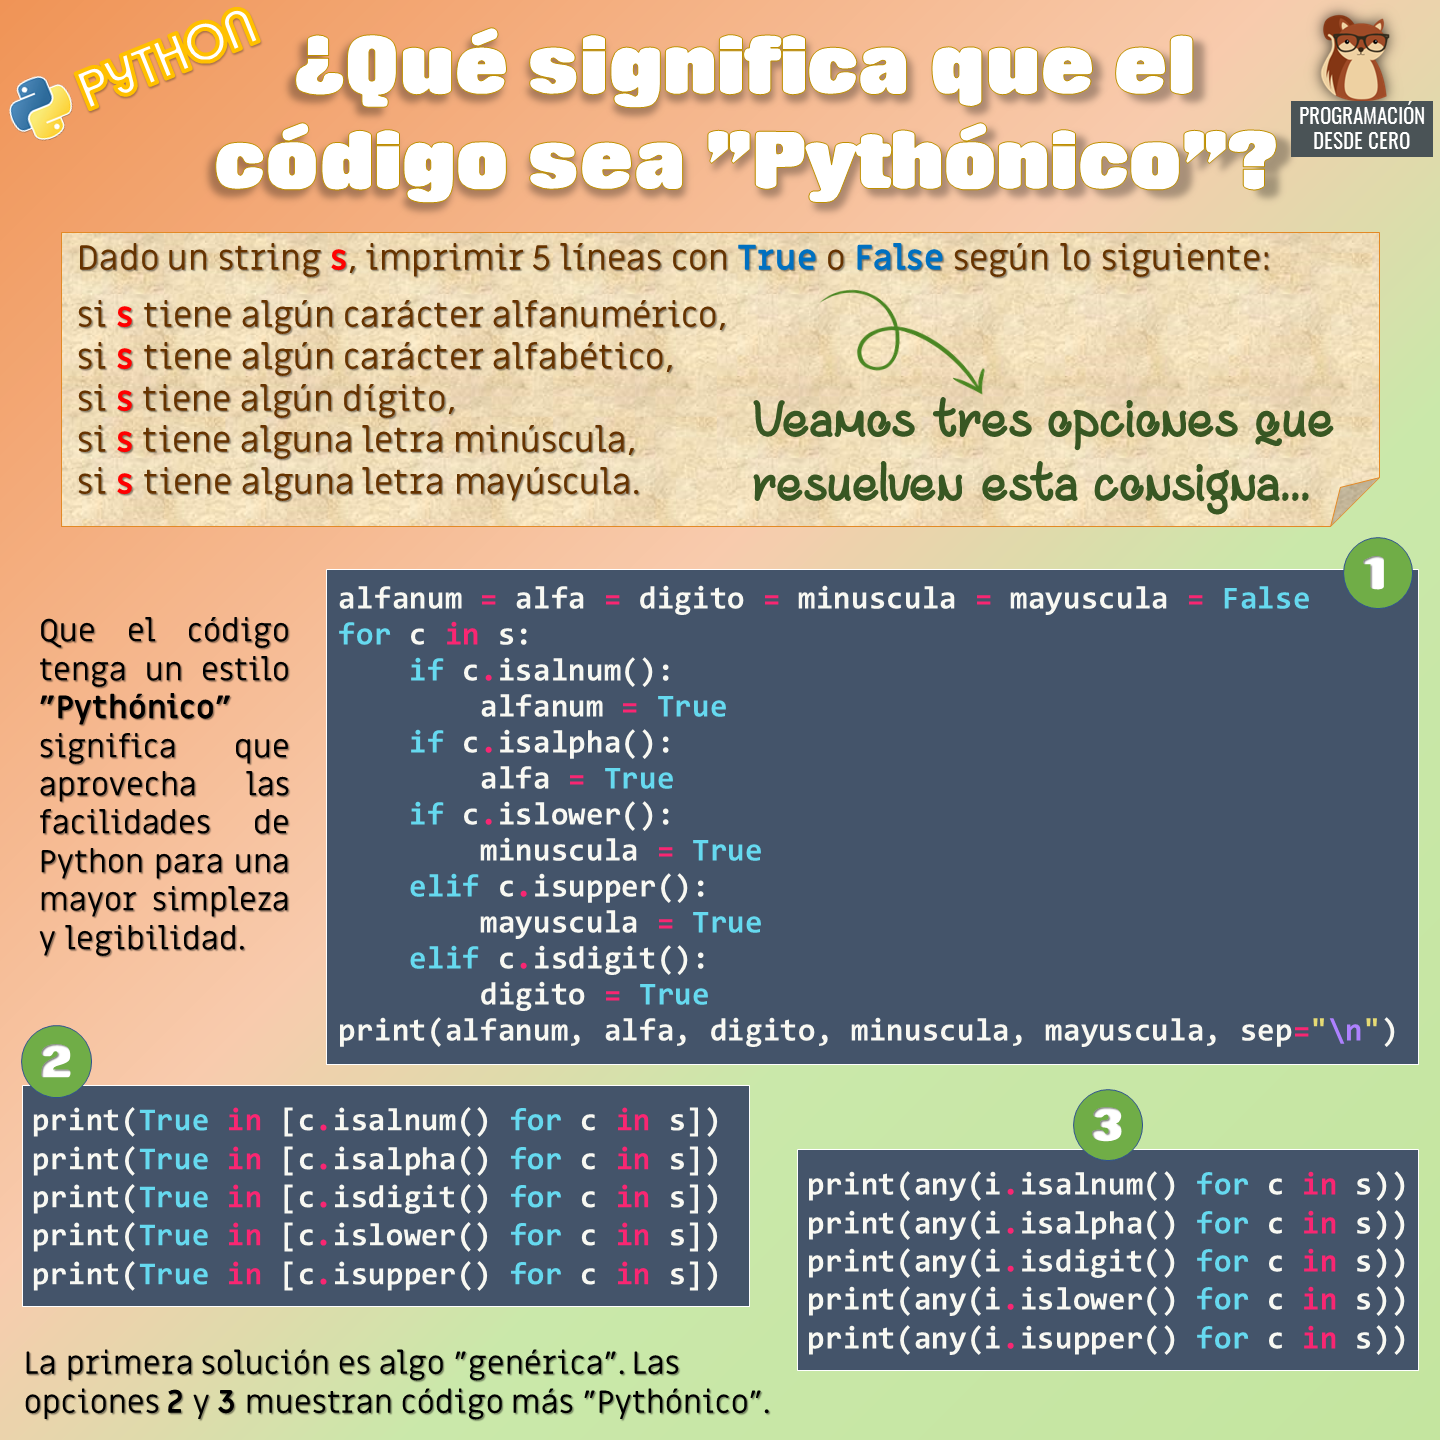 PYTHON
¿Qué significa que el
código sea "Pythónico"?
PROGRAMACIÓN
DESDE CERO
Dado un string s, imprimir 5 líneas con True o False según lo siguiente:
si s tiene algún carácter alfanumérico,
si s tiene algún carácter alfabético,
si s tiene algún dígito,
si s tiene alguna letra minúscula,
si s tiene alguna letra mayúscula.
Veamos tres opciones que
resuelven esta consigna...
Que el código
tenga un estilo
"Pythónico"
significa que
aprovecha las
facilidades de
Python para una
mayor simpleza
y legibilidad.
1
alfanum = alfa = digito = minuscula = mayuscula = False
for c in s:
    if c.isalnum():
        alfanum = True
    if c.isalpha():
        alfa = True
    if c.islower():
        minuscula = True
    elif c.isupper():
        mayuscula = True
    elif c.isdigit():
        digito = True
print(alfanum, alfa, digito, minuscula, mayuscula, sep="\n")
2
print(True in [c.isalnum() for c in s])
print(True in [c.isalpha() for c in s])
print(True in [c.isdigit() for c in s])
print(True in [c.islower() for c in s])
print(True in [c.isupper() for c in s])
3
print(any(i.isalnum() for c in s))
print(any(i.isalpha() for c in s))
print(any(i.isdigit() for c in s))
print(any(i.islower() for c in s))
print(any(i.isupper() for c in s))
La primera solución es algo "genérica". Las
opciones 2 y 3 muestran código más "Pythónico".